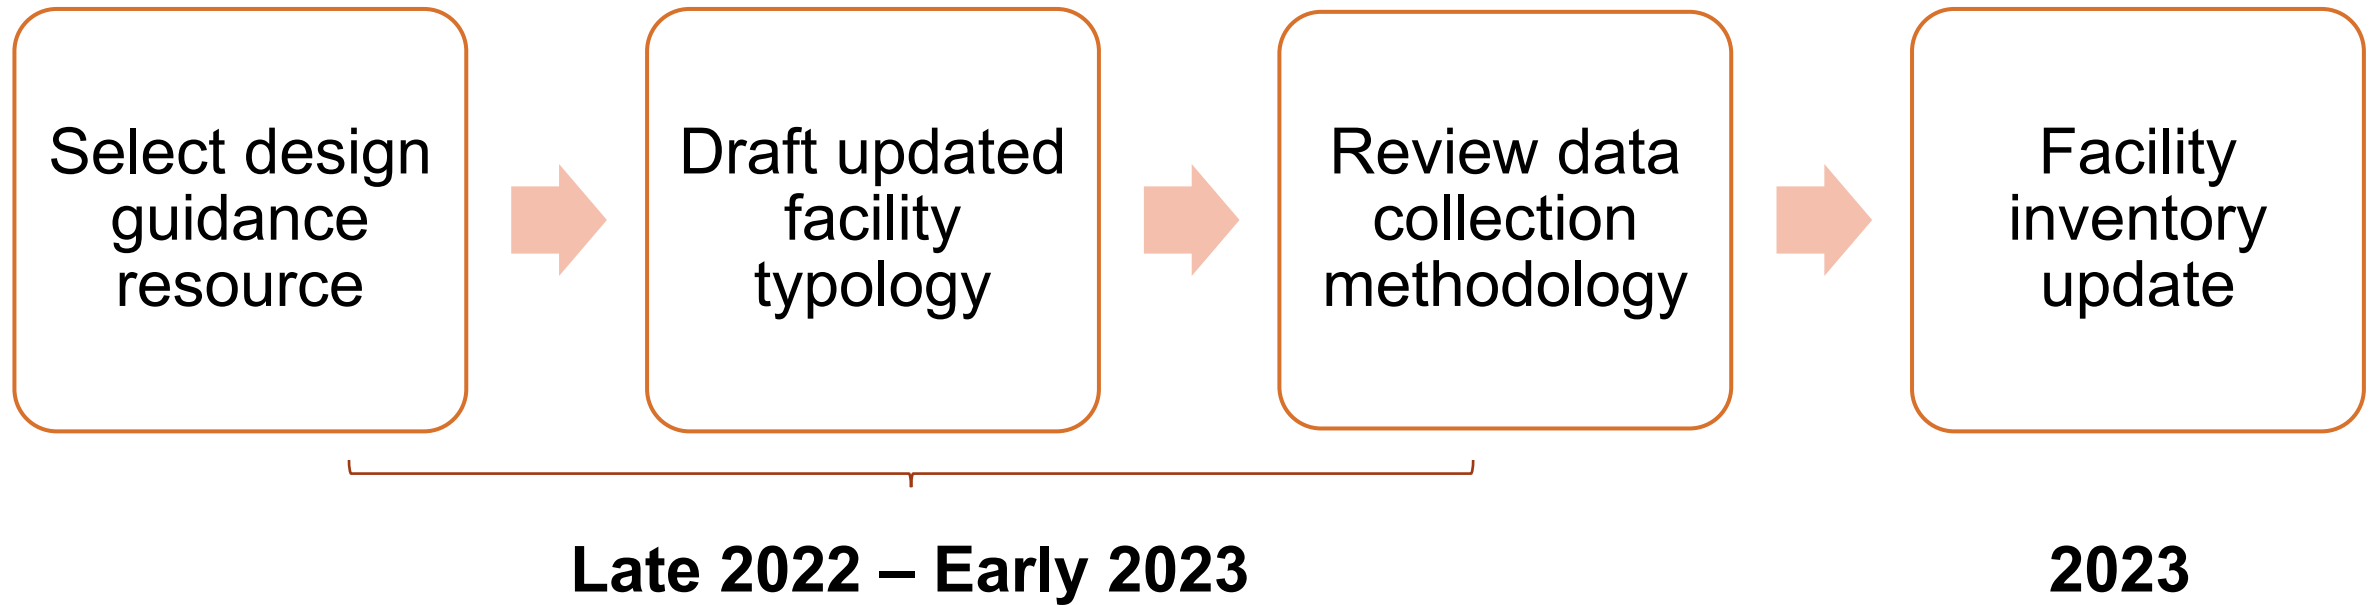 Select design
guidance
resource
Draft updated
facility
typology
Review data
collection
methodology
Facility
inventory
update
Late 2022 – Early 2023
2023